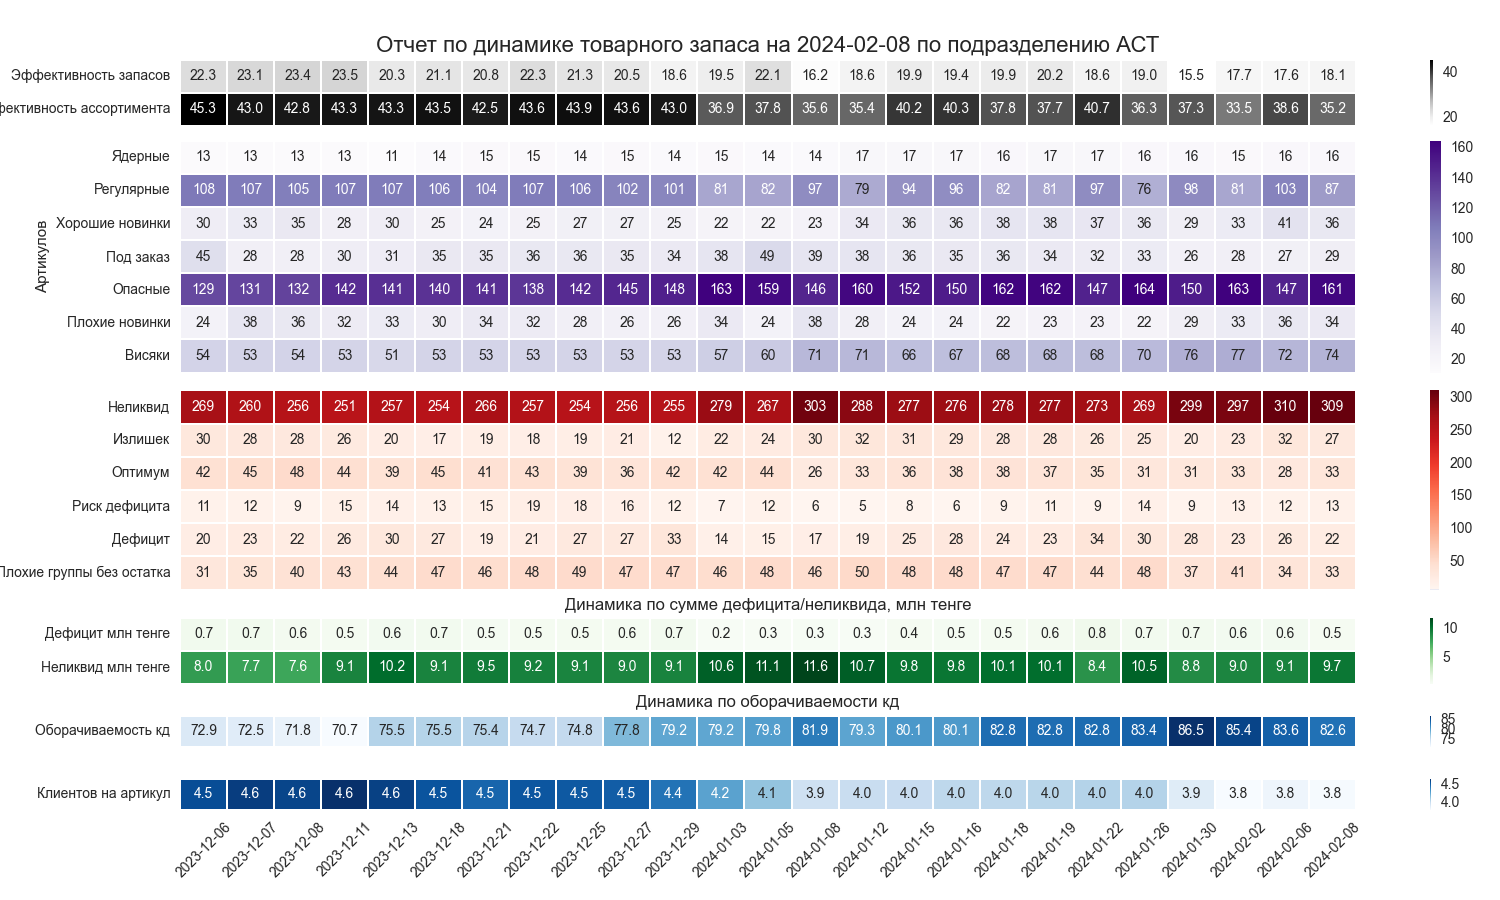 Отчет по динамике товарного запаса на 2024-02-08 по подразделению АСТ
Эффективность запасов 22.3 23.1 23.4 23.5 20.3 21.1 20.8 22.3 21.3 20.5 18.6 19.5 22.1 16.2 18.6 19.9 19.4 19.9 20.2 18.6 19.0 15.5 17.7 17.6 18.1
фективность ассортимента 45.3 43.0 42.8 43.3 43.3 43.5 42.5 43.6 43.9 43.6 43.0 36.9 37.8 35.6 35.4 40.2 40.3 37.8 37.7 40.7 36.3 37.3 33.5 38.6 35.2
40
20
Артикулов
Ядерные 13 13 13 13 11 14 15 15 14 15 14 15 14 14 17 17 17 16 17 17 16 16 15 16 16
Регулярные 108 107 105 107 107 106 104 107 106 102 101 81 82 97 79 94 96 82 81 97 76 98 81 103 87
Хорошие новинки 30 33 35 28 30 25 24 25 27 27 25 22 22 23 34 36 36 38 38 37 36 29 33 41 36
Под заказ 45 28 28 30 31 35 35 36 36 35 34 38 49 39 38 36 35 36 34 32 33 26 28 27 29
Опасные 129 131 132 142 141 140 141 138 142 145 148 163 159 146 160 152 150 162 162 147 164 150 163 147 161
Плохие новинки 24 38 36 32 33 30 34 32 28 26 26 34 24 38 28 24 24 22 23 23 22 29 33 36 34
Висяки 54 53 54 53 51 53 53 53 53 53 53 57 60 71 71 66 67 68 68 68 70 76 77 72 74
160
140
120
100
80
60
40
20
Неликвид 269 260 256 251 257 254 266 257 254 256 255 279 267 303 288 277 276 278 277 273 269 299 297 310 309
Излишек 30 28 28 26 20 17 19 18 19 21 12 22 24 30 32 31 29 28 28 26 25 20 23 32 27
Оптимум 42 45 48 44 39 45 41 43 39 36 42 42 44 26 33 36 38 38 37 35 31 31 33 28 33
Риск дефицита 11 12 9 15 14 13 15 19 18 16 12 7 12 6 5 8 6 9 11 9 14 9 13 12 13
Дефицит 20 23 22 26 30 27 19 21 27 27 33 14 15 17 19 25 28 24 23 34 30 28 23 26 22
Плохие группы без остатка 31 35 40 43 44 47 46 48 49 47 47 46 48 46 50 48 48 47 47 44 48 37 41 34 33
300
250
200
150
100
50
Динамика по сумме дефицита/неликвида, млн тенге
Дефицит млн тенге 0.7 0.7 0.6 0.5 0.6 0.7 0.5 0.5 0.5 0.6 0.7 0.2 0.3 0.3 0.3 0.4 0.5 0.5 0.6 0.8 0.7 0.7 0.6 0.6 0.5
Неликвид млн тенге 8.0 7.7 7.6 9.1 10.2 9.1 9.5 9.2 9.1 9.0 9.1 10.6 11.1 11.6 10.7 9.8 9.8 10.1 10.1 8.4 10.5 8.8 9.0 9.1 9.7
10
5
Динамика по оборачиваемости кд
Оборачиваемость кд 72.9 72.5 71.8 70.7 75.5 75.5 75.4 74.7 74.8 77.8 79.2 79.2 79.8 81.9 79.3 80.1 80.1 82.8 82.8 82.8 83.4 86.5 85.4 83.6 82.6
85
80
75
Клиентов на артикул 4.5 4.6 4.6 4.6 4.6 4.5 4.5 4.5 4.5 4.5 4.4 4.2 4.1 3.9 4.0 4.0 4.0 4.0 4.0 4.0 4.0 3.9 3.8 3.8 3.8
4.5
4.0
2023-12-06 2023-12-07 2023-12-08 2023-12-11 2023-12-13 2023-12-18 2023-12-21 2023-12-22 2023-12-25 2023-12-27 2023-12-29 2024-01-03 2024-01-05 2024-01-08 2024-01-12 2024-01-15 2024-01-16 2024-01-18 2024-01-19 2024-01-22 2024-01-26 2024-01-30 2024-02-02 2024-02-06 2024-02-08